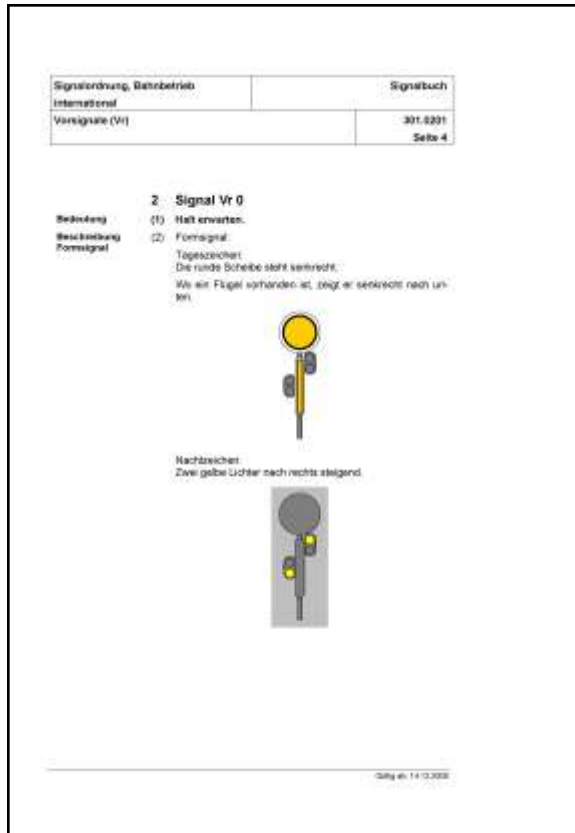 Signalordnung, Bahnbetrieb
international
Signalbuch
Vorsignale (Vr)
301.0201
Seite 4
2 Signal Vr 0
Bedeutung (1) Halt erwarten.
Beschreibung (2) Formsignal:
Formsignal
Tageszeichen:
Die runde Scheibe steht senkrecht.
Wo ein Flügel vorhanden ist, zeigt er senkrecht nach un-
ten.
Nachtzeichen:
Zwei gelbe Lichter nach rechts steigend.
Gültig ab: